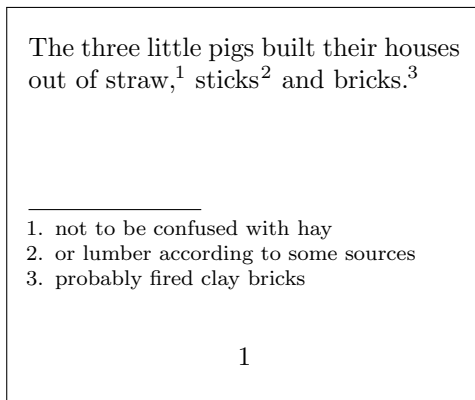 The three little pigs built their houses
out of straw,¹ sticks² and bricks.³
1. not to be confused with hay
2. or lumber according to some sources
3. probably fired clay bricks
1